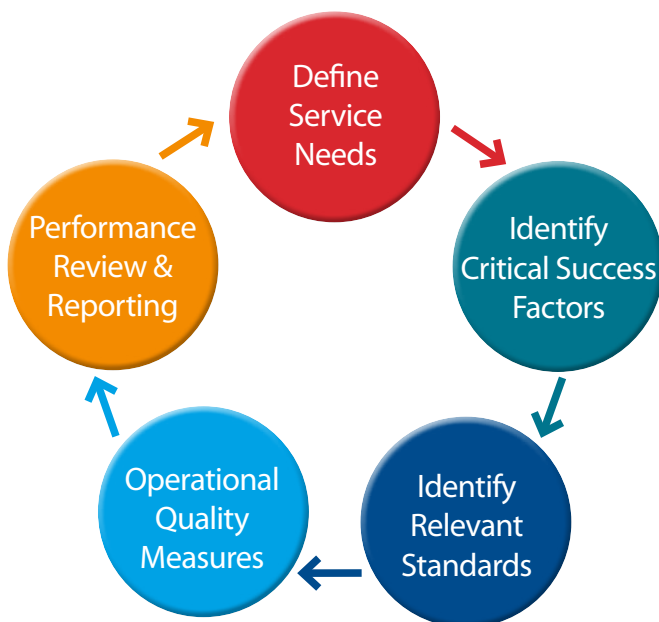 Define
Service
Needs
Identify
Critical Success
Factors
Identify
Relevant
Standards
Operational
Quality
Measures
Performance
Review &
Reporting